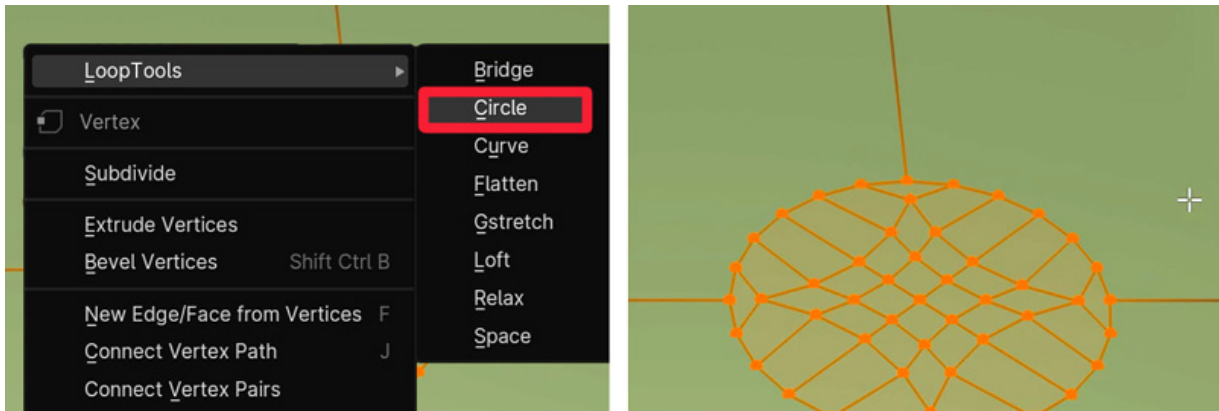 LoopTools
Vertex
Subdivide
Extrude Vertices
Bevel Vertices Shift Ctrl B
New Edge/Face from Vertices F
Connect Vertex Path J
Connect Vertex Pairs
Bridge
Circle
Curve
Flatten
Gstretch
Loft
Relax
Space